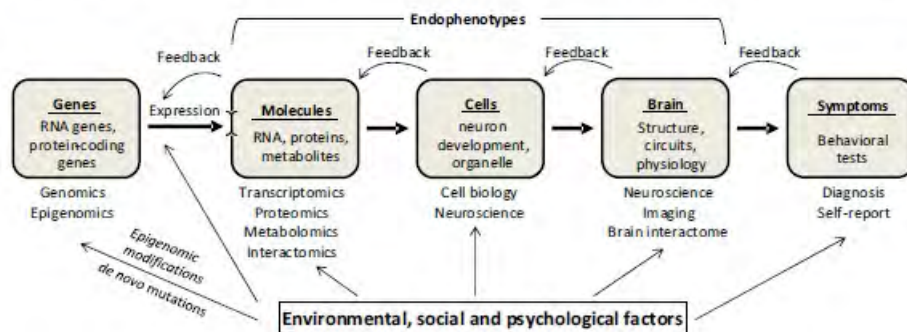 Endophenotypes
Feedback
Feedback
Feedback
Feedback
Genes
RNA genes,
protein-coding
genes
Expression
Molecules
RNA, proteins,
metabolites
Cells
neuron
development,
organelle
Brain
Structure,
circuits,
physiology
Symptoms
Behavioral
tests
Genomics
Epigenomics
Transcriptomics
Proteomics
Metabolomics
Interactomics
Cell biology
Neuroscience
Neuroscience
Imaging
Brain interactome
Diagnosis
Self-report
Epigenomic
modifications
de novo mutations
Environmental, social and psychological factors